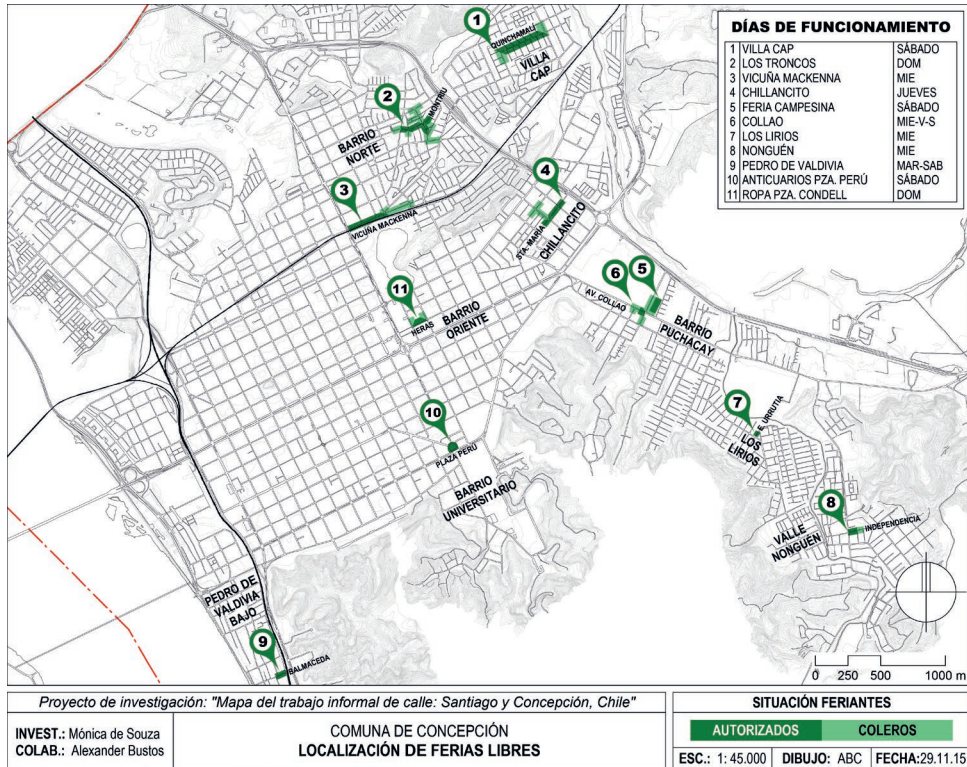 DÍAS DE FUNCIONAMIENTO
1 VILLA CAP SÁBADO
2 LOS TRONCOS DOM
3 VICUÑA MACKENNA MIE
4 CHILLANCITO JUEVES
5 FERIA CAMPESINA SÁBADO
6 COLLAO MIE-V-S
7 LOS LIRIOS MIE
8 NONGUÉN MIE
9 PEDRO DE VALDIVIA MAR-SAB
10 ANTICUARIOS PZA. PERÚ SÁBADO
11 ROPA PZA. CONDELL DOM
1
QUINCHAMALI
VILLA
CAP
2
MONTRIU
BARRIO
NORTE
3
VICUÑA MACKENNA
4
STA. MARÍA
CHILLANCITO
11
HERAS
BARRIO
ORIENTE
6
5
AV. COLLAO
BARRIO
PUCHACAY
10
PLAZA PERÚ
BARRIO
UNIVERSITARIO
7
E. URRUTIA
LOS
LIRIOS
8
INDEPENDENCIA
VALLE
NONGUÉN
PEDRO DE
VALDIVIA
BAJO
9
BALMACEDA
0 250 500 1000 m
Proyecto de investigación: "Mapa del trabajo informal de calle: Santiago y Concepción, Chile"
INVEST.: Mónica de Souza
COLAB.: Alexander Bustos
COMUNA DE CONCEPCIÓN
LOCALIZACIÓN DE FERIAS LIBRES
SITUACIÓN FERIANTES
AUTORIZADOS COLEROS
ESC.: 1: 45.000 DIBUJO: ABC FECHA:29.11.15